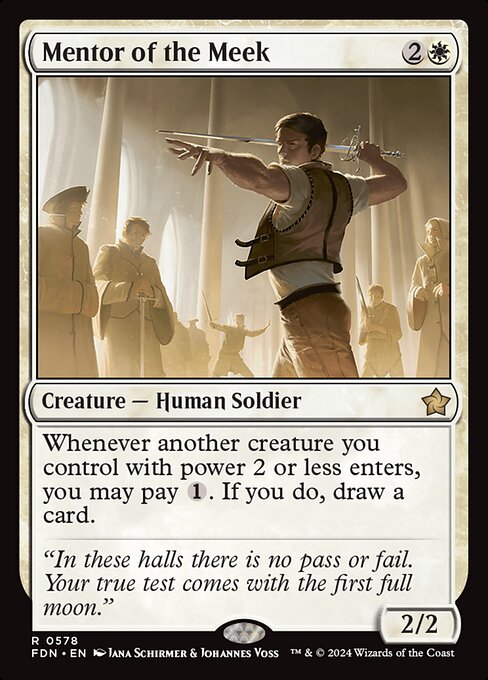 Mentor of the Meek 2
Creature — Human Soldier
Whenever another creature you
control with power 2 or less enters,
you may pay 1. If you do, draw a
card.
“In these halls there is no pass or fail.
Your true test comes with the first full
moon.”
2/2
R 0578
FDN • EN Jana Schirmer & Johannes Voss ™ & © 2024 Wizards of the Coast